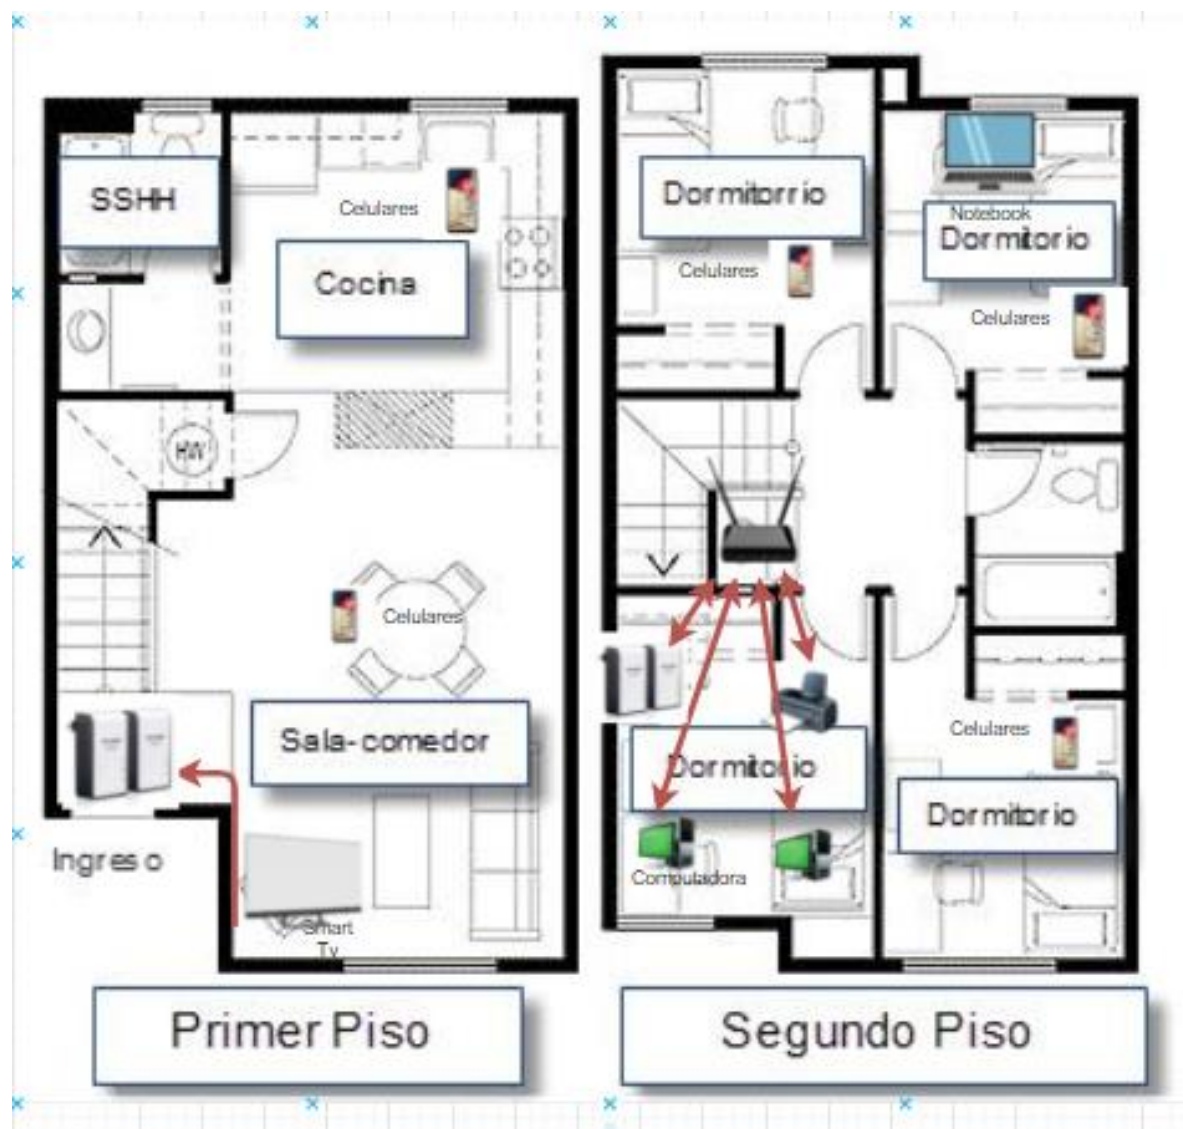 SSHH
Celulares
Cocina
HW
Celulares
Sala-comedor
Ingreso
Smart
Tv
Primer Piso
Dormitorrio
Celulares
Notebook
Dormitorio
Celulares
Dormitorio
Computadora
Celulares
Dormitorio
Segundo Piso